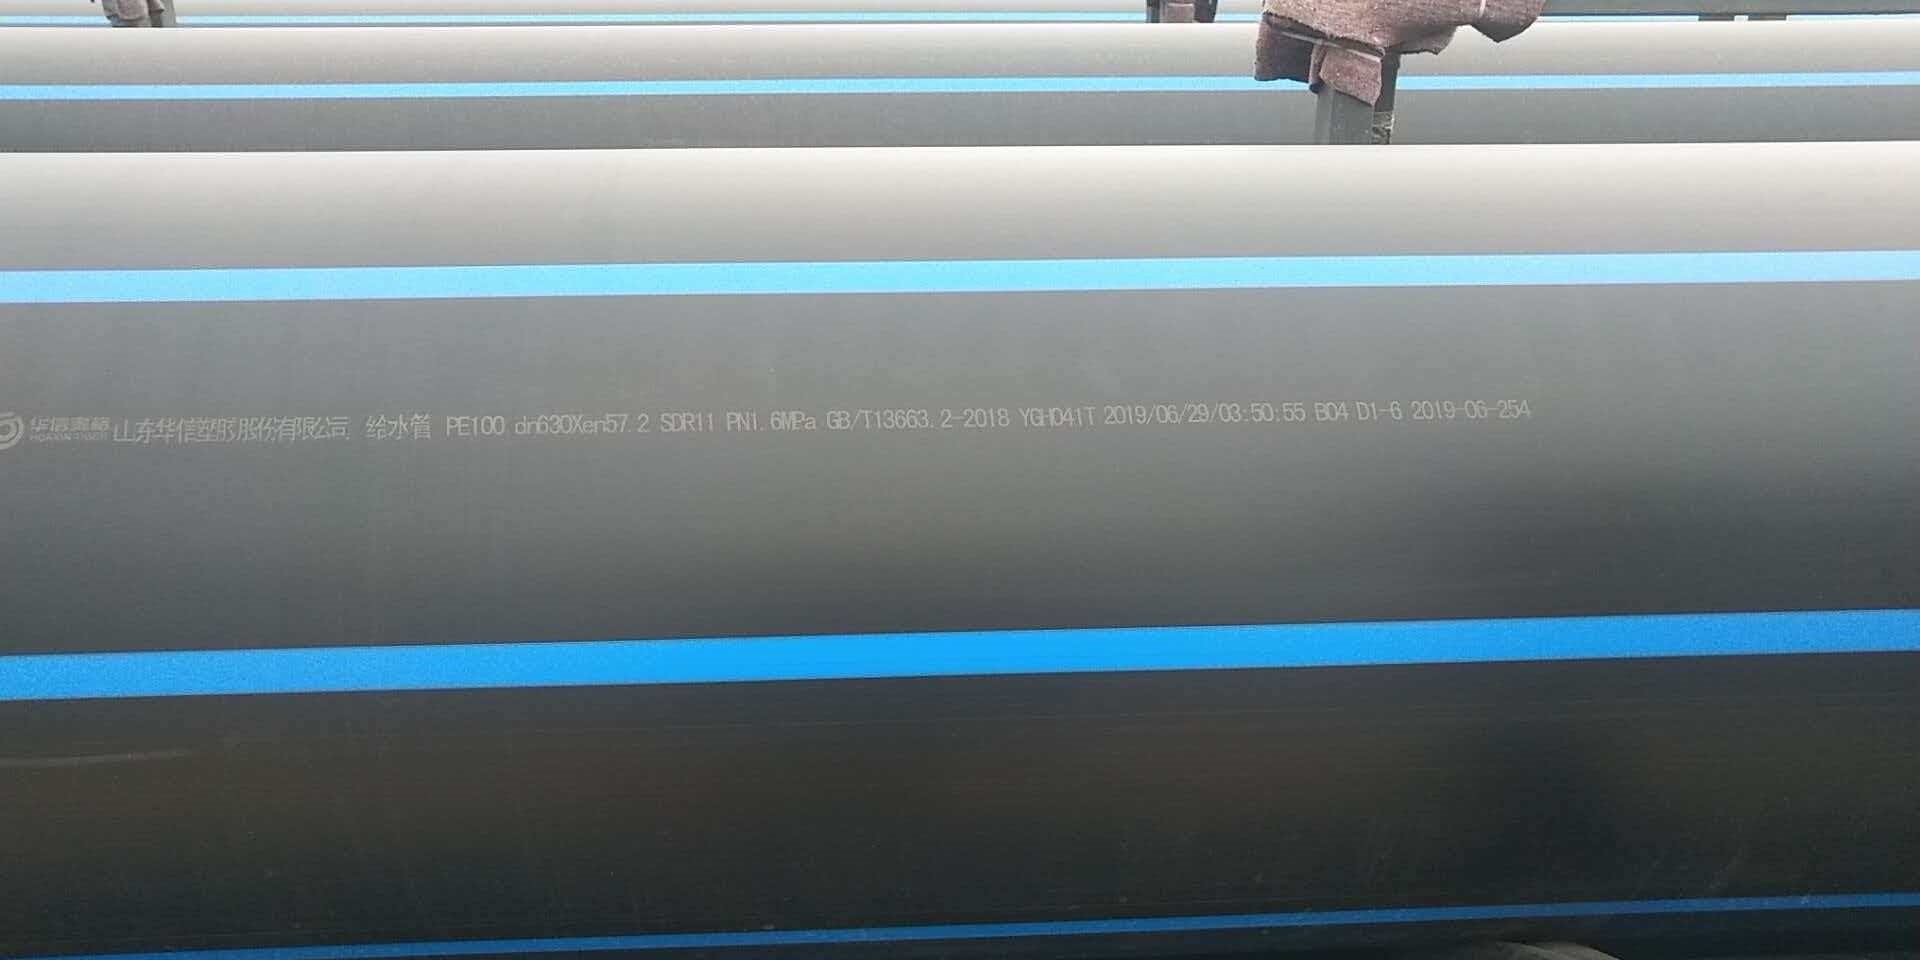 华信 山东华信塑胶股份有限公司 给水管 PE100 dn630Xen57.2 SDR11 PN1.6MPa GB/T13663.2-2018 YGH041T 2019/06/29/03:50:55 B04 D1-6 2019-06-254